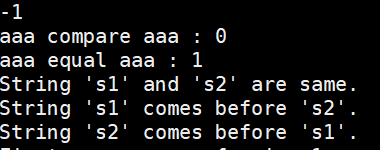 -1
aaa compare aaa : 0
aaa equal aaa : 1
String 's1' and 's2' are same.
String 's1' comes before 's2'.
String 's2' comes before 's1'.